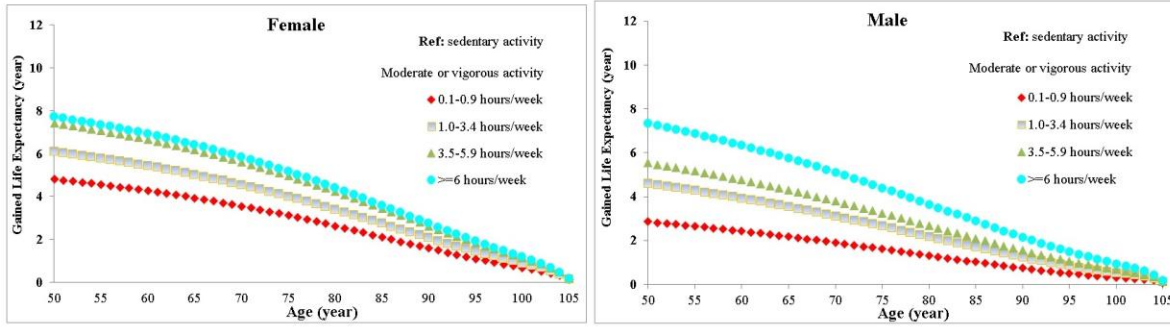 Female
Ref: sedentary activity
Moderate or vigorous activity
0.1-0.9 hours/week
1.0-3.4 hours/week
3.5-5.9 hours/week
>=6 hours/week
Gained Life Expectancy (year)
12
10
8
6
4
2
0
50 55 60 65 70 75 80 85 90 95 100 105
Age (year)
Male
Ref: sedentary activity
Moderate or vigorous activity
0.1-0.9 hours/week
1.0-3.4 hours/week
3.5-5.9 hours/week
>=6 hours/week
Gained Life Expectancy (year)
12
10
8
6
4
2
0
50 55 60 65 70 75 80 85 90 95 100 105
Age (year)